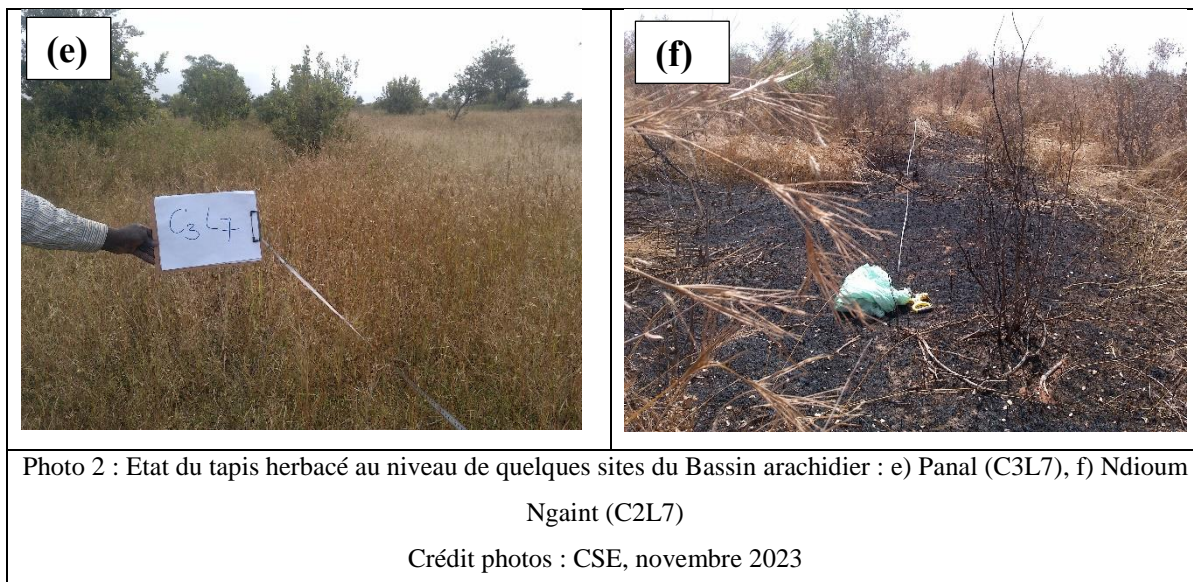 (e)
(f)
C3L7
Photo 2 : Etat du tapis herbacé au niveau de quelques sites du Bassin arachidier : e) Panal (C3L7), f) Ndioum
Ngaint (C2L7)
Crédit photos : CSE, novembre 2023